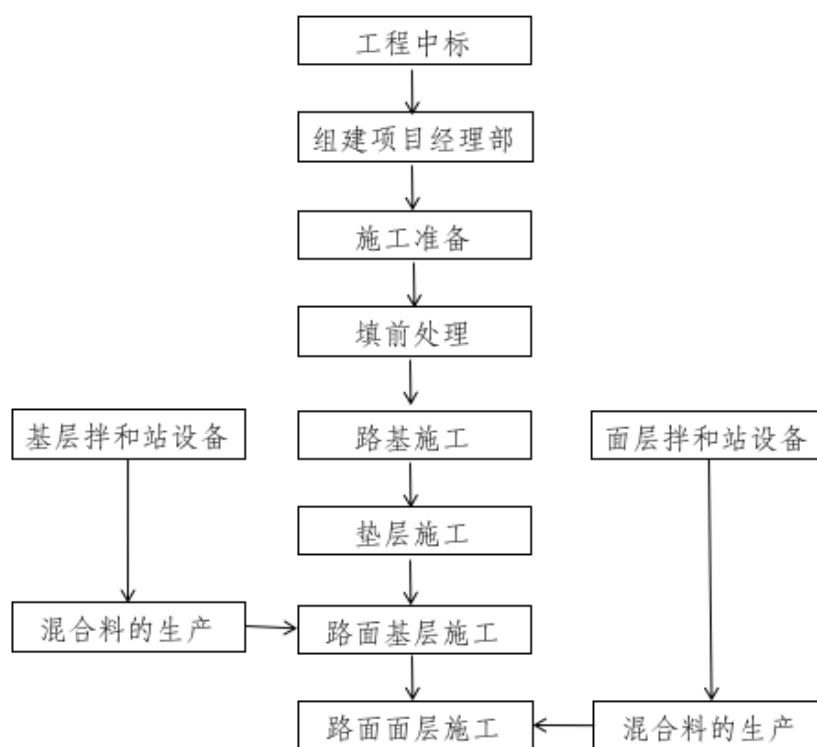 工程中标
组建项目经理部
施工准备
填前处理
基层拌和站设备
路基施工
面层拌和站设备
垫层施工
混合料的生产
路面基层施工
路面面层施工
混合料的生产